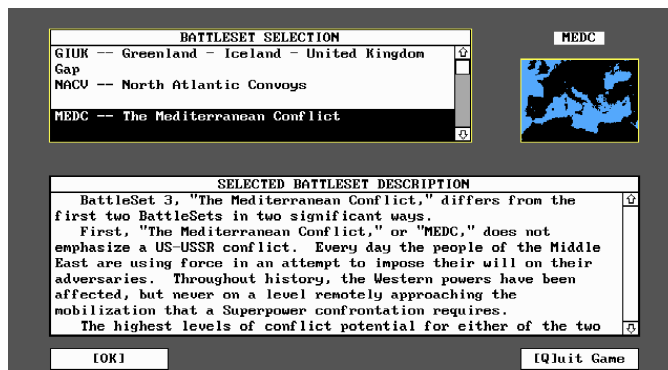 BATTLESET SELECTION
GIUK -- Greenland - Iceland - United Kingdom
Gap
NACV -- North Atlantic Convoys
MEDC -- The Mediterranean Conflict
MEDC
SELECTED BATTLESET DESCRIPTION
BattleSet 3, "The Mediterranean Conflict," differs from the
first two BattleSets in two significant ways.
First, "The Mediterranean Conflict," or "MEDC," does not
emphasize a US-USSR conflict. Every day the people of the Middle
East are using force in an attempt to impose their will on their
adversaries. Throughout history, the Western powers have been
affected, but never on a level remotely approaching the
mobilization that a Superpower confrontation requires.
The highest levels of conflict potential for either of the two
[OK]
[Q]uit Game